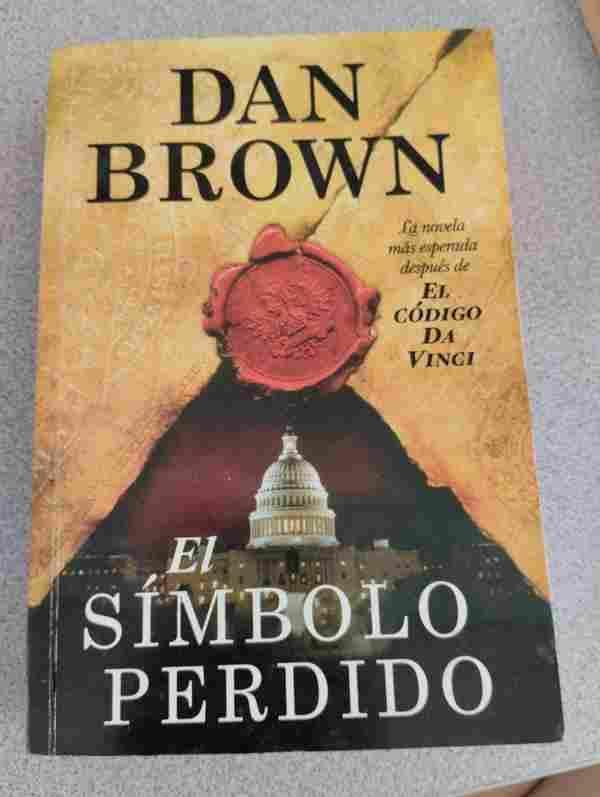 DAN
BROWN
La novela
más esperada
después de
EL
CÓDIGO
DA
VINCI
El
SÍMBOLO
PERDIDO